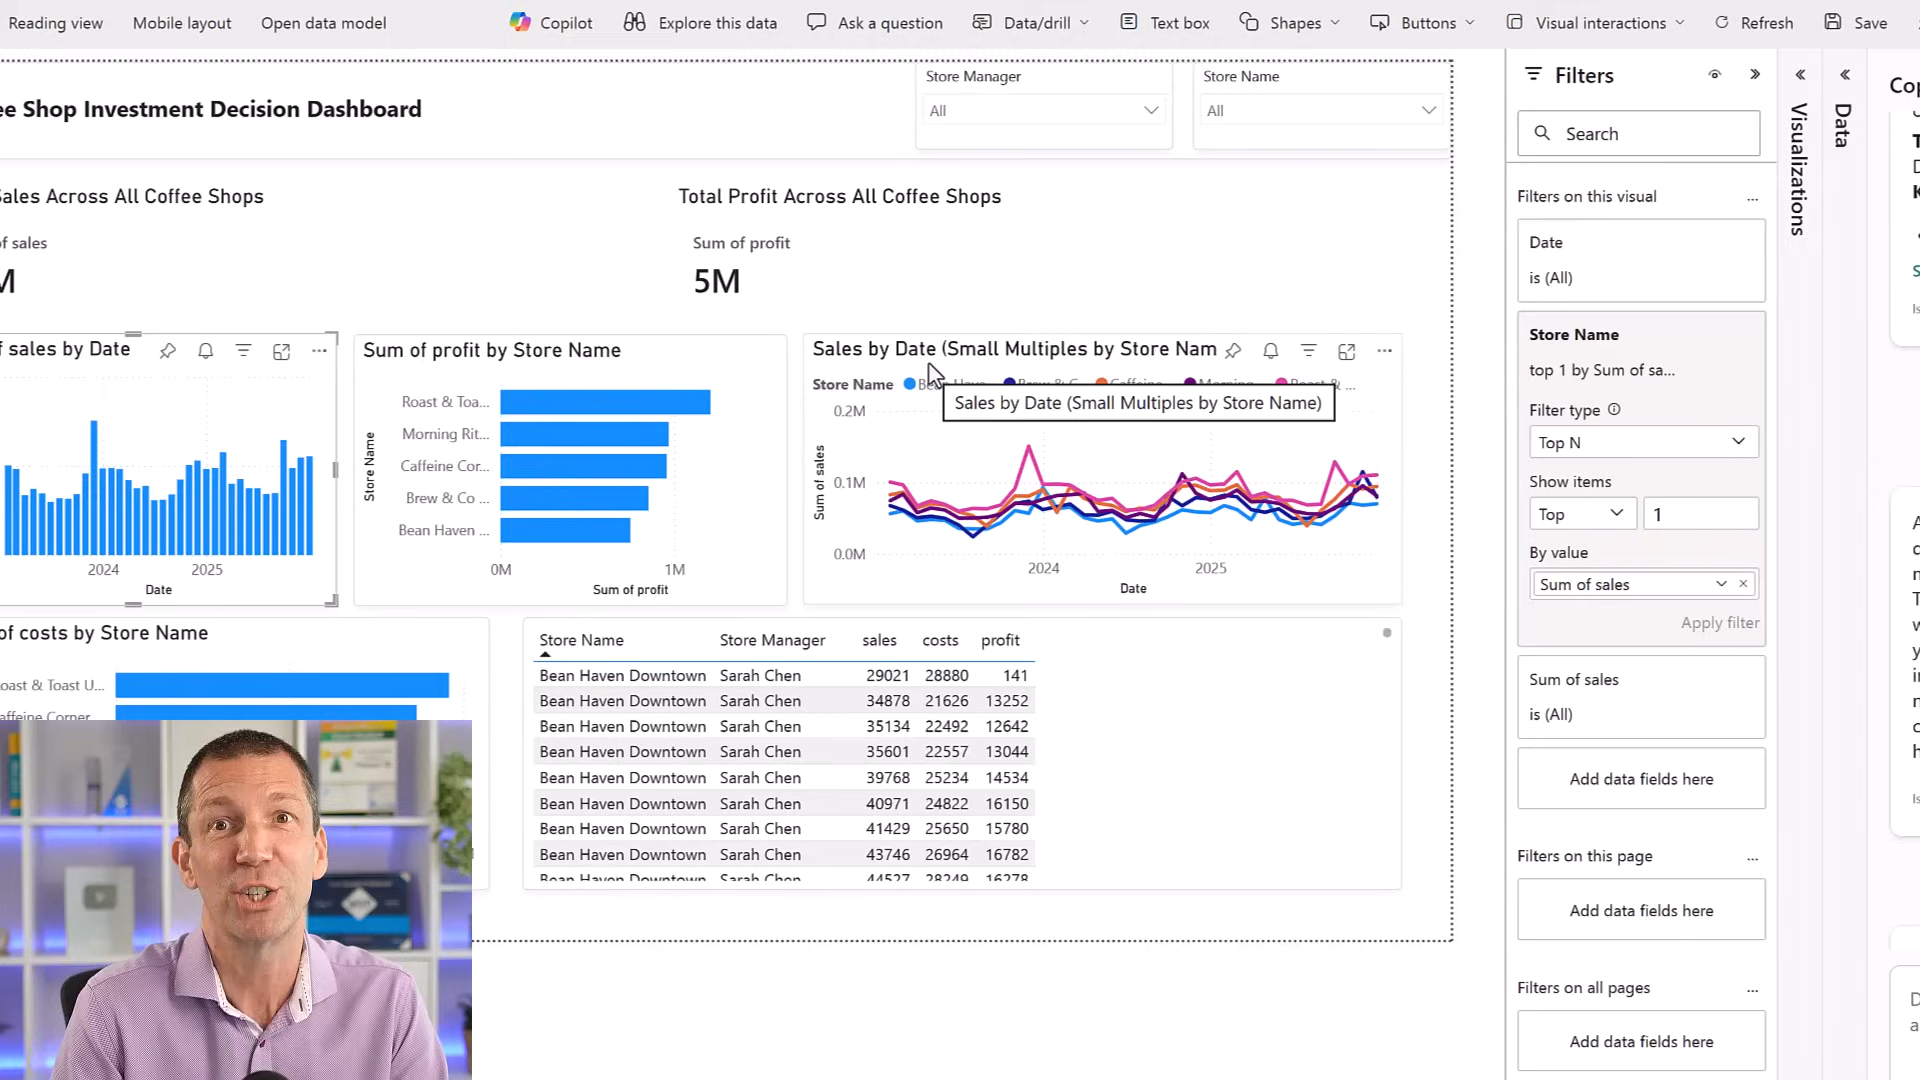 Reading view Mobile layout Open data model Copilot Explore this data Ask a question Data/drill Text box Shapes Buttons Visual interactions Refresh Save
ee Shop Investment Decision Dashboard
Store Manager
All
Store Name
All
Sales Across All Coffee Shops
of sales
M
Total Profit Across All Coffee Shops
Sum of profit
5M
f sales by Date
2024 2025
Date
Sum of profit by Store Name
Store Name
Roast & Toa...
Morning Rit...
Caffeine Cor...
Brew & Co ...
Bean Haven ...
0M 1M
Sum of profit
Sales by Date (Small Multiples by Store Nam
Store Name
Sales by Date (Small Multiples by Store Name)
Sum of sales
0.2M
0.1M
0.0M
2024 2025
Date
of costs by Store Name
oast & Toast U...
affeine Corner
Store Name Store Manager sales costs profit
Bean Haven Downtown Sarah Chen 29021 28880 141
Bean Haven Downtown Sarah Chen 34878 21626 13252
Bean Haven Downtown Sarah Chen 35134 22492 12642
Bean Haven Downtown Sarah Chen 35601 22557 13044
Bean Haven Downtown Sarah Chen 39768 25234 14534
Bean Haven Downtown Sarah Chen 40971 24822 16150
Bean Haven Downtown Sarah Chen 41429 25650 15780
Bean Haven Downtown Sarah Chen 43746 26964 16782
Bean Haven Downtown Sarah Chen 44527 28249 16278
Filters
Search
Filters on this visual ...
Date
is (All)
Store Name
top 1 by Sum of sa...
Filter type
Top N
Show items
Top 1
By value
Sum of sales
Apply filter
Sum of sales
is (All)
Add data fields here
Filters on this page ...
Add data fields here
Filters on all pages ...
Add data fields here
Visualizations
Data
Cop